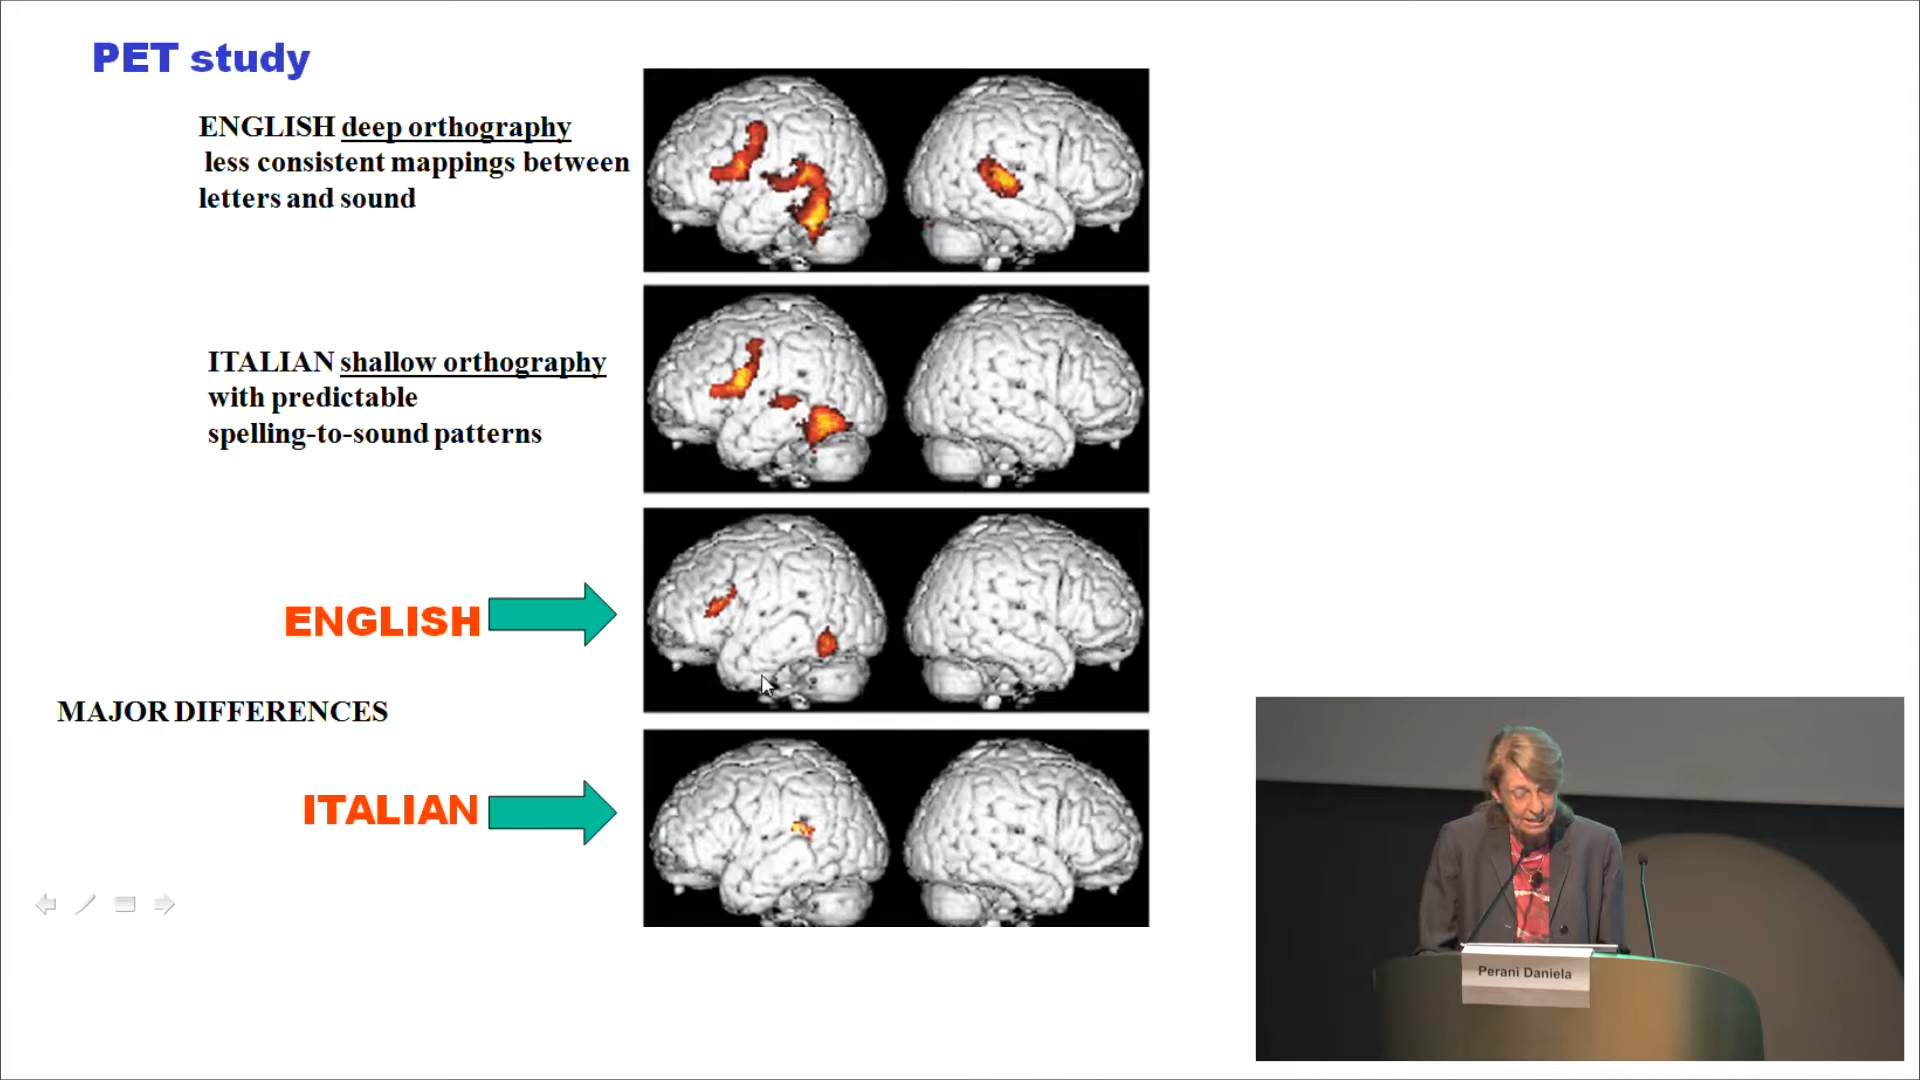 PET study
ENGLISH deep orthography
less consistent mappings between
letters and sound
ITALIAN shallow orthography
with predictable
spelling-to-sound patterns
ENGLISH
MAJOR DIFFERENCES
ITALIAN
Perani Daniela